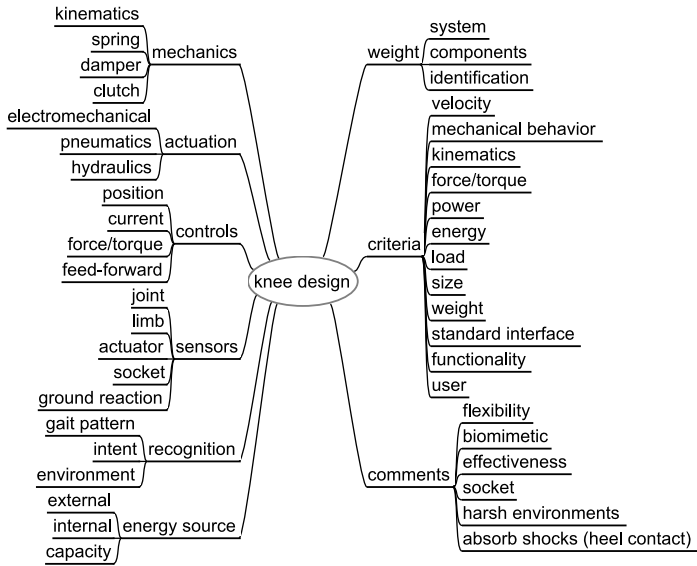 knee design
mechanics
kinematics
spring
damper
clutch
actuation
electromechanical
pneumatics
hydraulics
controls
position
current
force/torque
feed-forward
sensors
joint
limb
actuator
socket
ground reaction
recognition
gait pattern
intent
environment
energy source
external
internal
capacity
weight
system
components
identification
criteria
velocity
mechanical behavior
kinematics
force/torque
power
energy
load
size
weight
standard interface
functionality
user
comments
flexibility
biomimetic
effectiveness
socket
harsh environments
absorb shocks (heel contact)